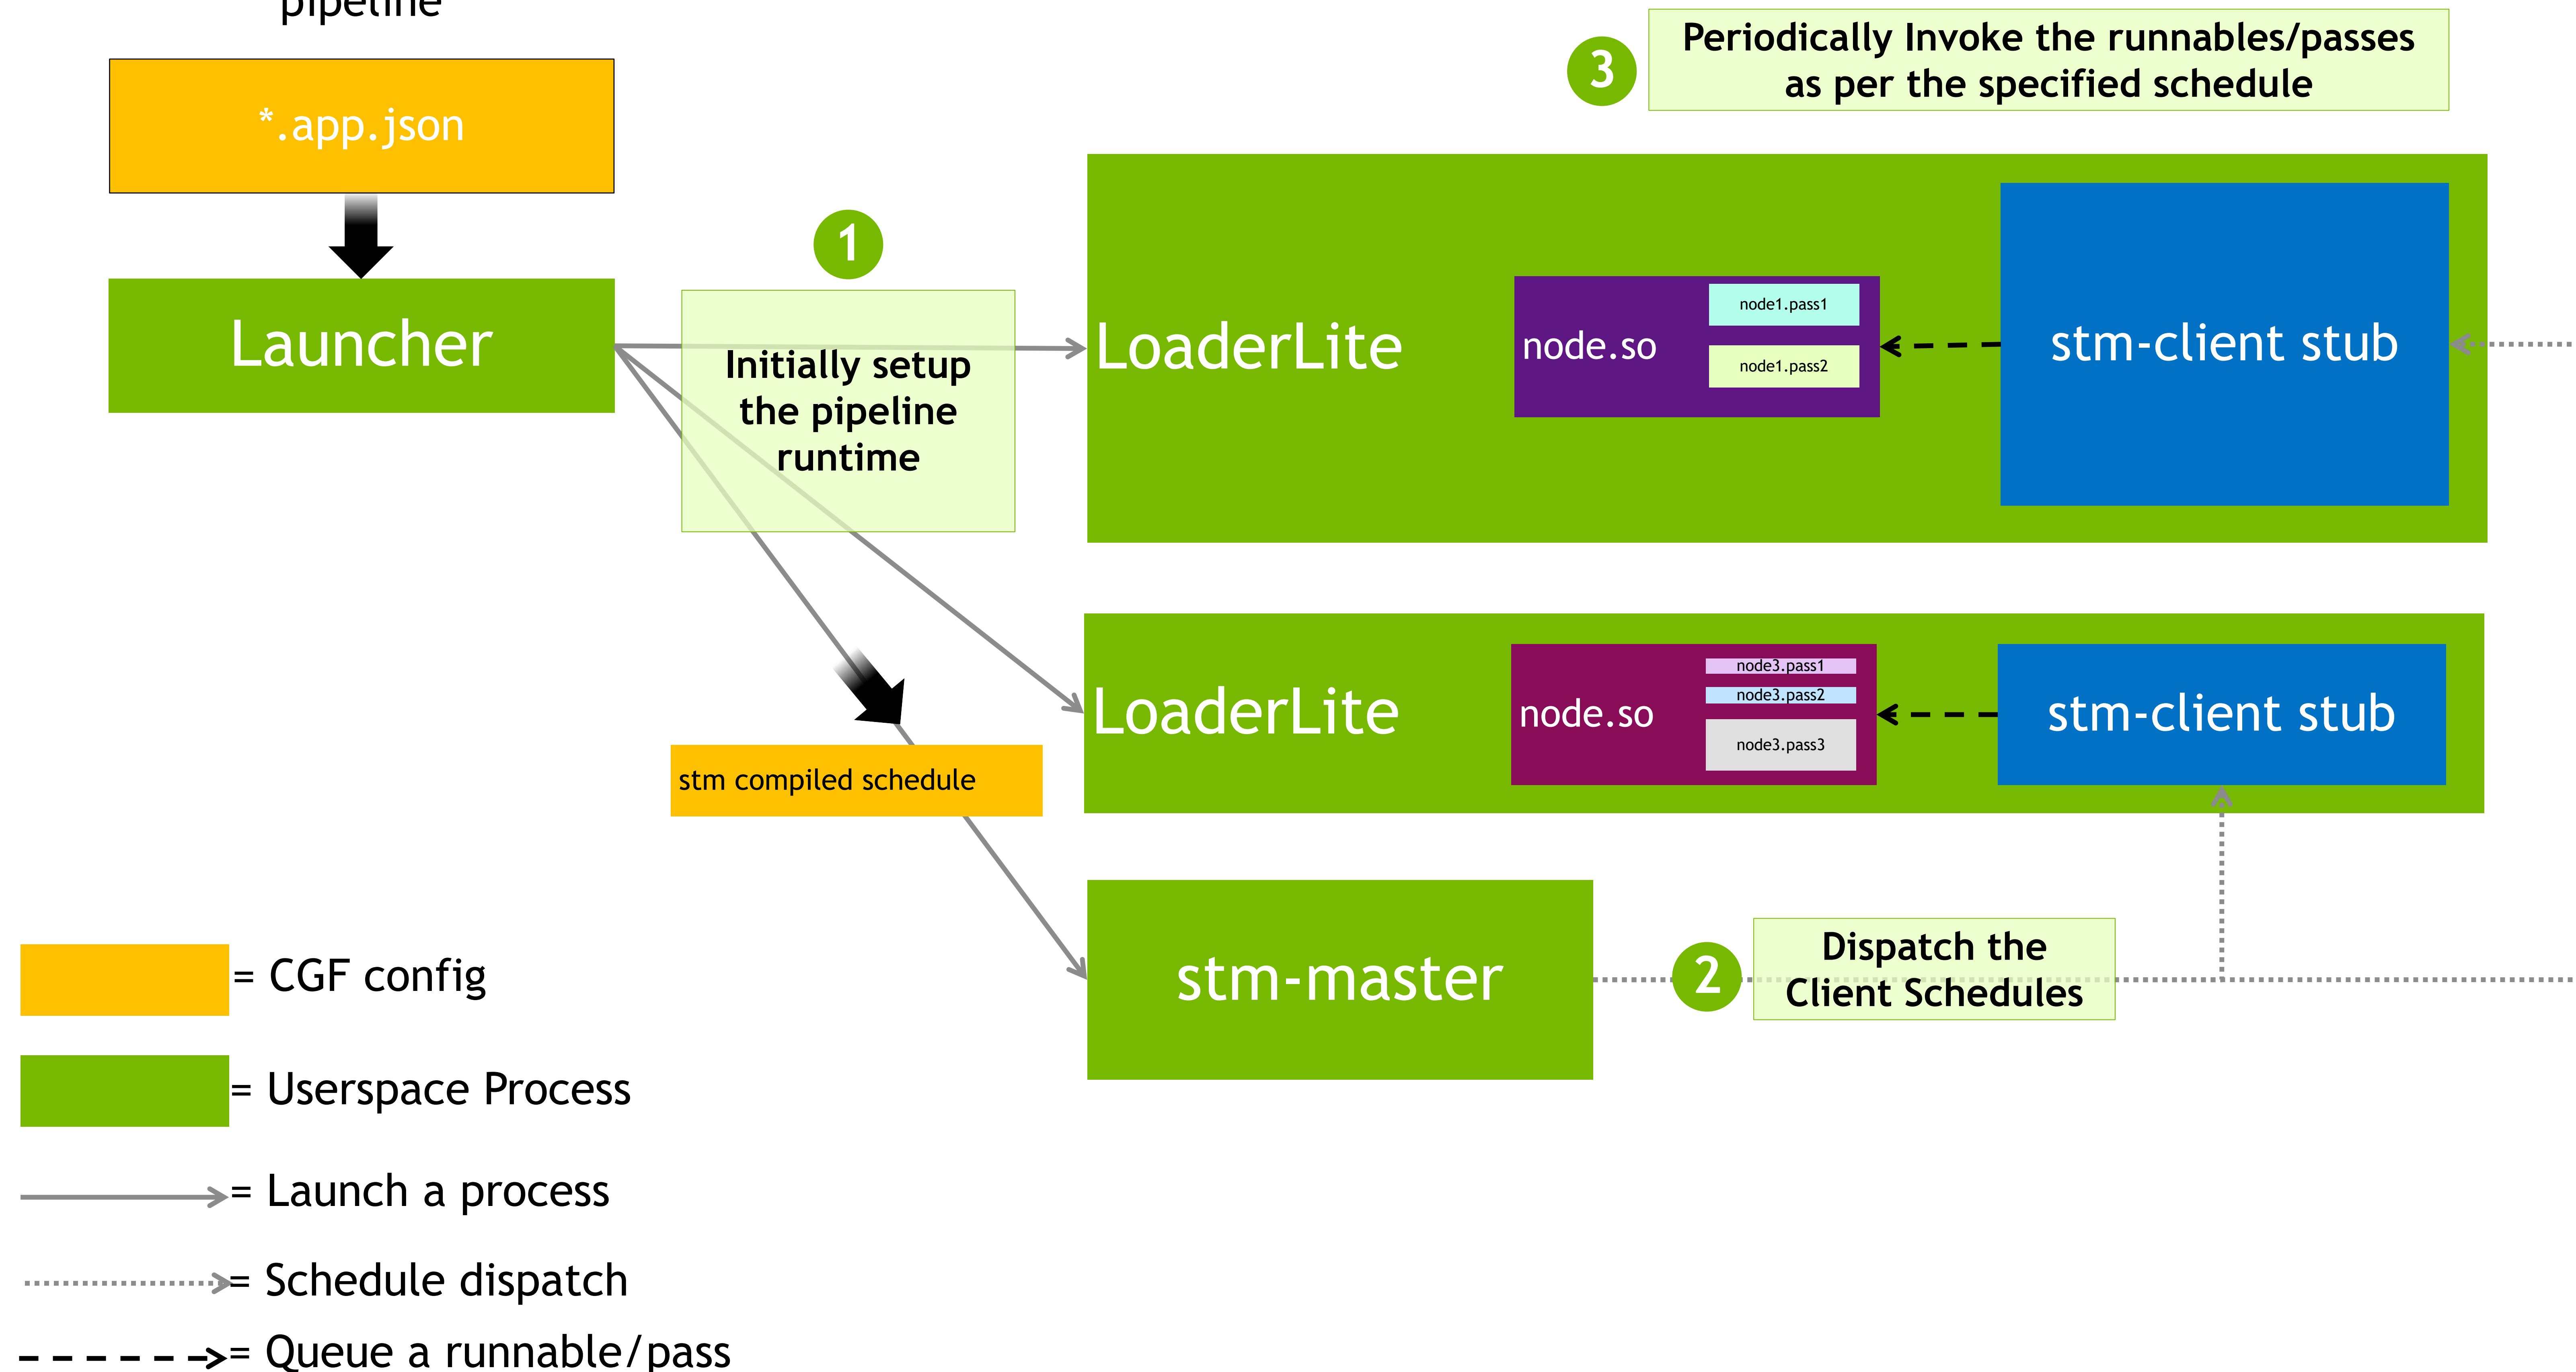 pipeline
*.app.json
Launcher
1
Initially setup
the pipeline
runtime
3
Periodically Invoke the runnables/passes
as per the specified schedule
LoaderLite
node.so
node1.pass1
node1.pass2
stm-client stub
LoaderLite
node.so
node3.pass1
node3.pass2
node3.pass3
stm-client stub
stm compiled schedule
stm-master
2
Dispatch the
Client Schedules
= CGF config
= Userspace Process
= Launch a process
= Schedule dispatch
= Queue a runnable/pass